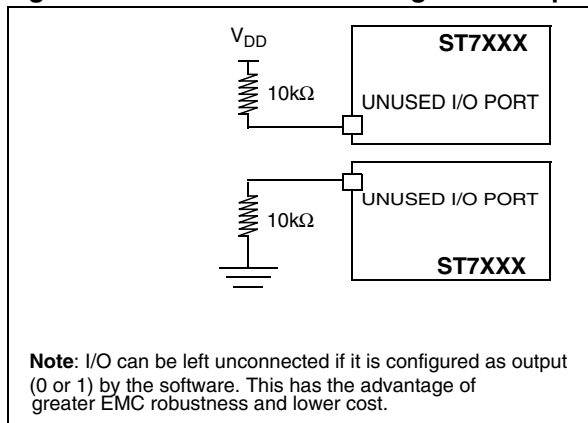 V_DD
ST7XXX
10kΩ
UNUSED I/O PORT
UNUSED I/O PORT
10kΩ
ST7XXX
Note: I/O can be left unconnected if it is configured as output
(0 or 1) by the software. This has the advantage of
greater EMC robustness and lower cost.